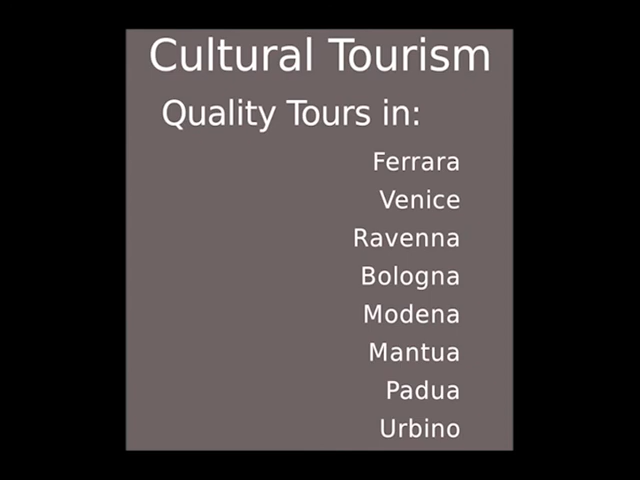 Cultural Tourism
Quality Tours in:
Ferrara
Venice
Ravenna
Bologna
Modena
Mantua
Padua
Urbino